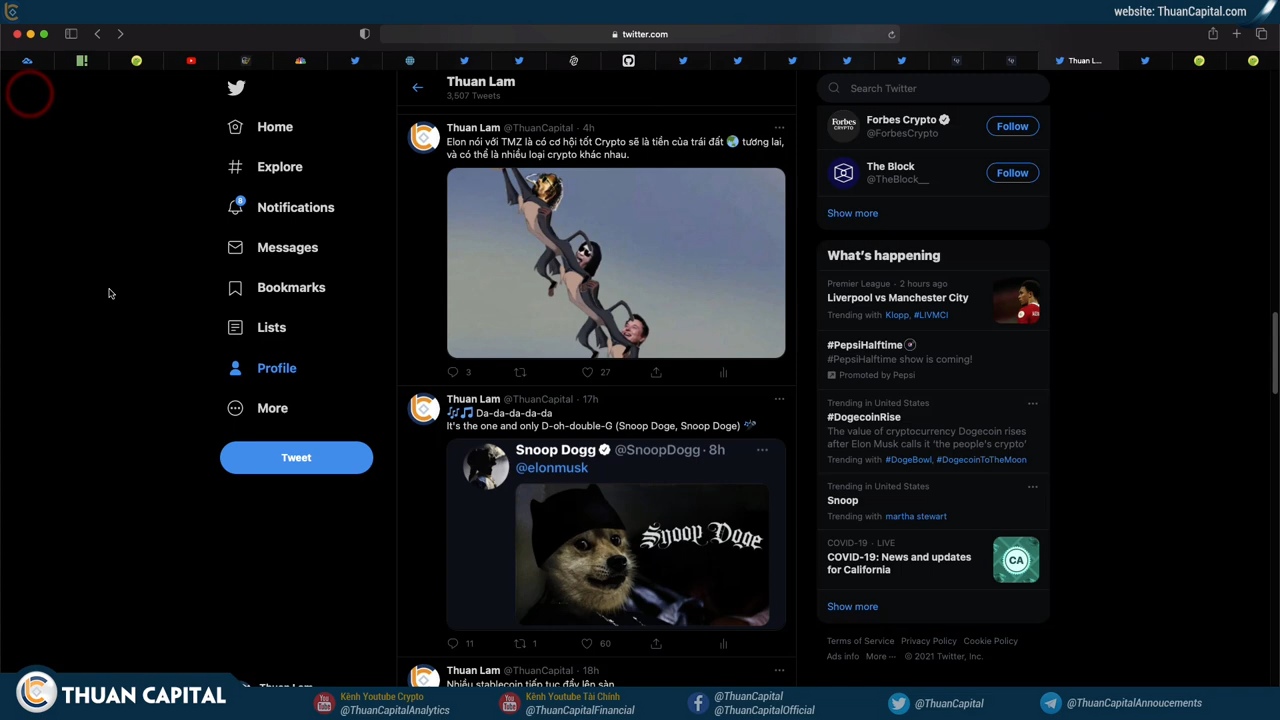 website: ThuanCapital.com
twitter.com
Thuan L...
Thuan Lam
3,507 Tweets
Home
Explore
8
Notifications
Messages
Bookmarks
Lists
Profile
More
Tweet
Thuan Lam @ThuanCapital · 4h
Elon nói với TMZ là có cơ hội tốt Crypto sẽ là tiền của trái đất 🌏 tương lai,
và có thể là nhiều loại crypto khác nhau.
3
27
Thuan Lam @ThuanCapital · 17h
🎶🎵 Da-da-da-da-da
It's the one and only D-oh-double-G (Snoop Doge, Snoop Doge) 🎶
Snoop Dogg @SnoopDogg · 8h
@elonmusk
Snoop Doge
11
1
60
Thuan Lam @ThuanCapital · 18h
Nhiều stablecoin tiếp tục đẩy lên sàn
Search Twitter
Forbes CRYPTO
Forbes Crypto
@ForbesCrypto
Follow
The Block
@TheBlock__
Follow
Show more
What's happening
Premier League · 2 hours ago
Liverpool vs Manchester City
Trending with Klopp, #LIVMCI
#PepsiHalftime
#PepsiHalftime show is coming!
Promoted by Pepsi
Trending in United States
#DogecoinRise
The value of cryptocurrency Dogecoin rises
after Elon Musk calls it 'the people's crypto'
Trending with #DogeBowl, #DogecoinToTheMoon
Trending in United States
Snoop
Trending with martha stewart
COVID-19 · LIVE
COVID-19: News and updates
for California
CA
Show more
Terms of Service Privacy Policy Cookie Policy
Ads info More ··· © 2021 Twitter, Inc.
Thuan Lam
THUAN CAPITAL
Kênh Youtube Crypto
@ThuanCapitalAnalytics
Kênh Youtube Tài Chính
@ThuanCapitalFinancial
@ThuanCapital
@ThuanCapitalOfficial
@ThuanCapital
@ThuanCapitalAnnoucements